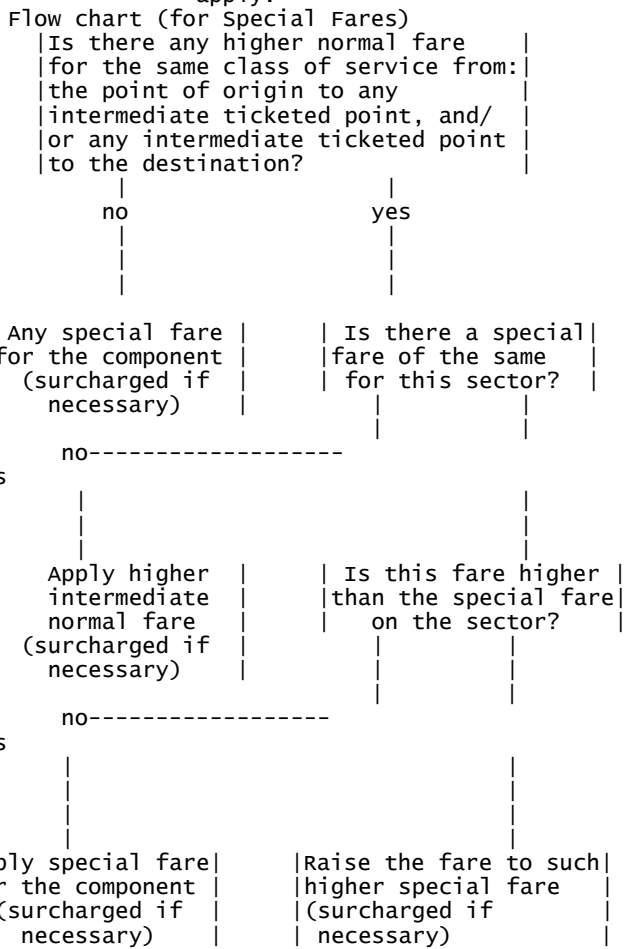 apply.
Flow chart (for Special Fares)
|Is there any higher normal fare |
|for the same class of service from:|
|the point of origin to any |
|intermediate ticketed point, and/ |
|or any intermediate ticketed point |
|to the destination? |
| |
no yes
| |
| |
| |
Any special fare | | Is there a special|
for the component | |fare of the same |
(surcharged if | | for this sector? |
necessary) | | |
| |
no-------------------
s
| |
| |
| |
Apply higher | | Is this fare higher |
intermediate | |than the special fare|
normal fare | | on the sector? |
(surcharged if | | |
necessary) | | |
| |
no------------------
s
| |
| |
| |
| |
ply special fare| |Raise the fare to such|
r the component | |higher special fare |
(surcharged if | |(surcharged if |
necessary) | | necessary) |